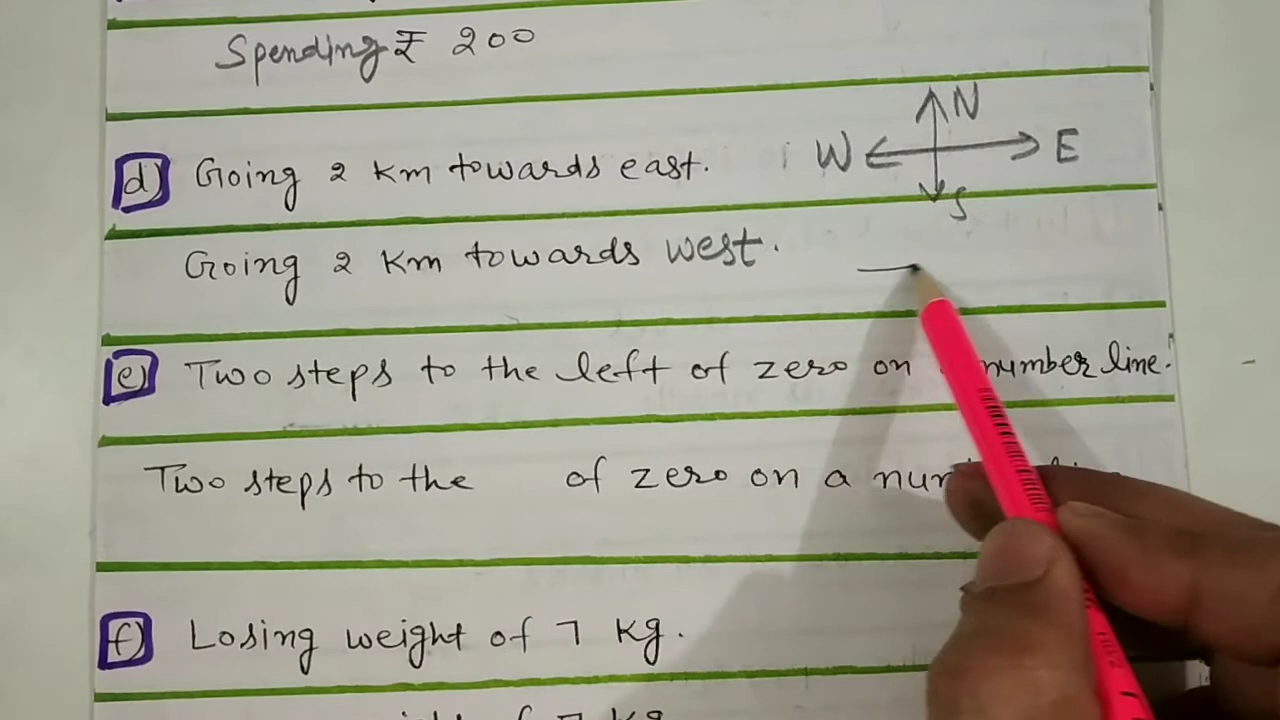 Spending ₹ 200
N
d) Going 2 Km towards east. W E
S
Going 2 Km towards west.
e) Two steps to the left of zero on number line.
Two steps to the of zero on a
f) Losing weight of 7 kg.